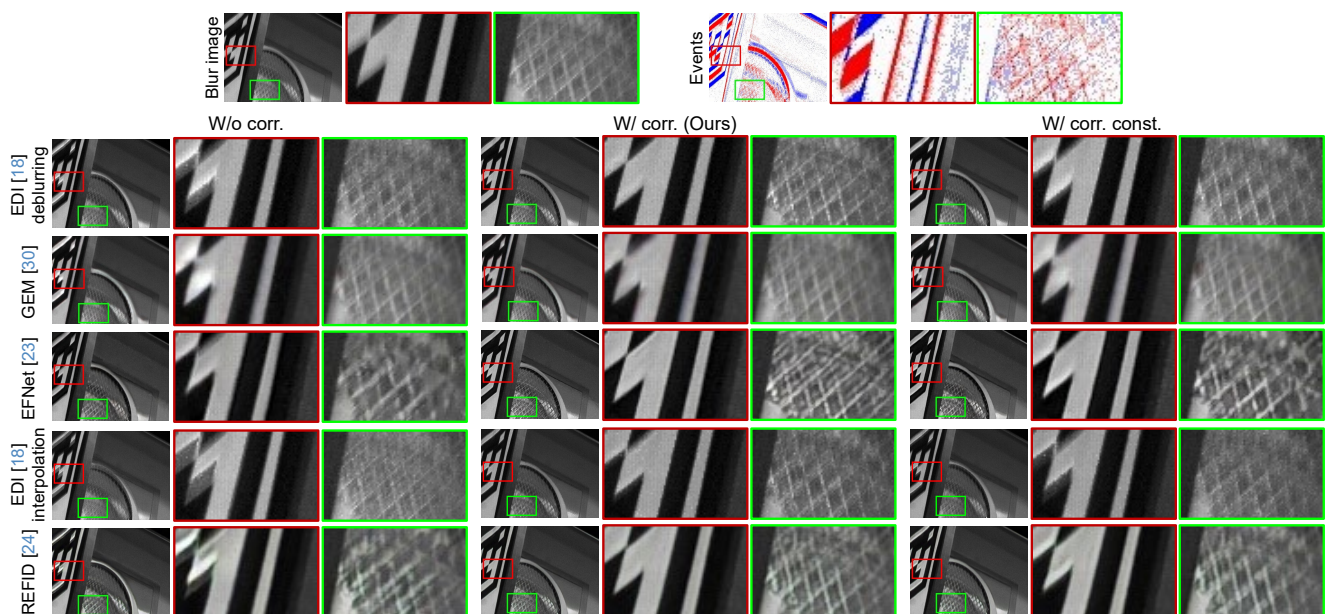 Blur image
Events
W/o corr.
W/ corr. (Ours)
W/ corr. const.
EDI [18]
deblurring
GEM [30]
EFNet [23]
EDI [18]
interpolation
REFID [24]